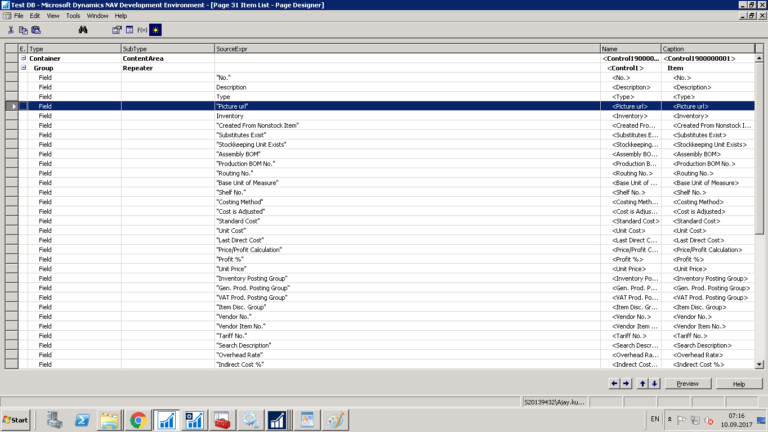 Test DB - Microsoft Dynamics NAV Development Environment - [Page 31 Item List - Page Designer]
File Edit View Tools Window Help
F(x)
E. Type SubType SourceExpr Name Caption
Container ContentArea <Control190000... <Control1900000001>
Group Repeater <Control1> Item
Field "No." <No.> <No.>
Field Description <Description> <Description>
Field Type <Type> <Type>
Field "Picture url" <Picture url> <Picture url>
Field Inventory <Inventory> <Inventory>
Field "Created From Nonstock Item" <Created Fro... <Created From Nonstock I...
Field "Substitutes Exist" <Substitutes E... <Substitutes Exist>
Field "Stockkeeping Unit Exists" <Stockkeeping... <Stockkeeping Unit Exists>
Field "Assembly BOM" <Assembly BO... <Assembly BOM>
Field "Production BOM No." <Production B... <Production BOM No.>
Field "Routing No." <Routing No.> <Routing No.>
Field "Base Unit of Measure" <Base Unit of ... <Base Unit of Measure>
Field "Shelf No." <Shelf No.> <Shelf No.>
Field "Costing Method" <Costing Meth... <Costing Method>
Field "Cost is Adjusted" <Cost is Adjus... <Cost is Adjusted>
Field "Standard Cost" <Standard Cost> <Standard Cost>
Field "Unit Cost" <Unit Cost> <Unit Cost>
Field "Last Direct Cost" <Last Direct C... <Last Direct Cost>
Field "Price/Profit Calculation" <Price/Profit C... <Price/Profit Calculation>
Field "Profit %" <Profit %> <Profit %>
Field "Unit Price" <Unit Price> <Unit Price>
Field "Inventory Posting Group" <Inventory Po... <Inventory Posting Group>
Field "Gen. Prod. Posting Group" <Gen. Prod. P... <Gen. Prod. Posting Group>
Field "VAT Prod. Posting Group" <VAT Prod. Po... <VAT Prod. Posting Group>
Field "Item Disc. Group" <Item Disc. Gr... <Item Disc. Group>
Field "Vendor No." <Vendor No.> <Vendor No.>
Field "Vendor Item No." <Vendor Item ... <Vendor Item No.>
Field "Tariff No." <Tariff No.> <Tariff No.>
Field "Search Description" <Search Descr... <Search Description>
Field "Overhead Rate" <Overhead Ra... <Overhead Rate>
Field "Indirect Cost %" <Indirect Cost... <Indirect Cost %>
Preview Help
S20139432\Ajay.ku...
Start EN 07:16
10.09.2017